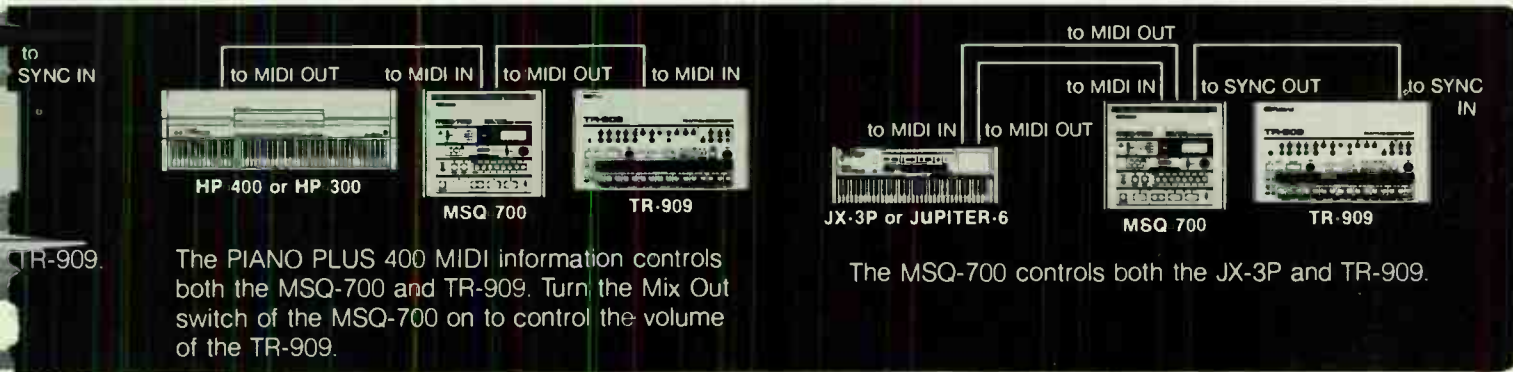 to
SYNC IN
TR-909.
to MIDI OUT
to MIDI IN
to MIDI OUT
to MIDI IN
HP-400 or HP-300
MSQ-700
TR-909
TR-909
The PIANO PLUS 400 MIDI information controls
both the MSQ-700 and TR-909. Turn the Mix Out
switch of the MSQ-700 on to control the volume
of the TR-909.
to MIDI OUT
to MIDI IN
to SYNC OUT
to SYNC
IN
to MIDI IN
to MIDI OUT
JX-3P or JUPITER-6
MSQ-700
TR-909
TR-909
The MSQ-700 controls both the JX-3P and TR-909.